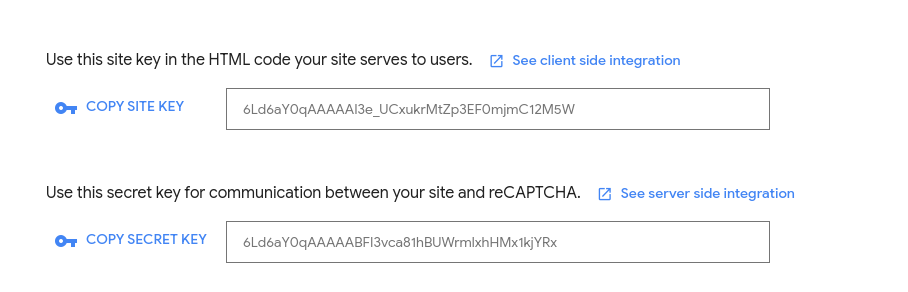 Use this site key in the HTML code your site serves to users. See client side integration
COPY SITE KEY 6Ld6aY0qAAAAAI3e_UCxukrMtZp3EF0mjmC12M5W
Use this secret key for communication between your site and reCAPTCHA. See server side integration
COPY SECRET KEY 6Ld6aY0qAAAAABFI3vca81hBUWrmIxhHMx1kjYRx